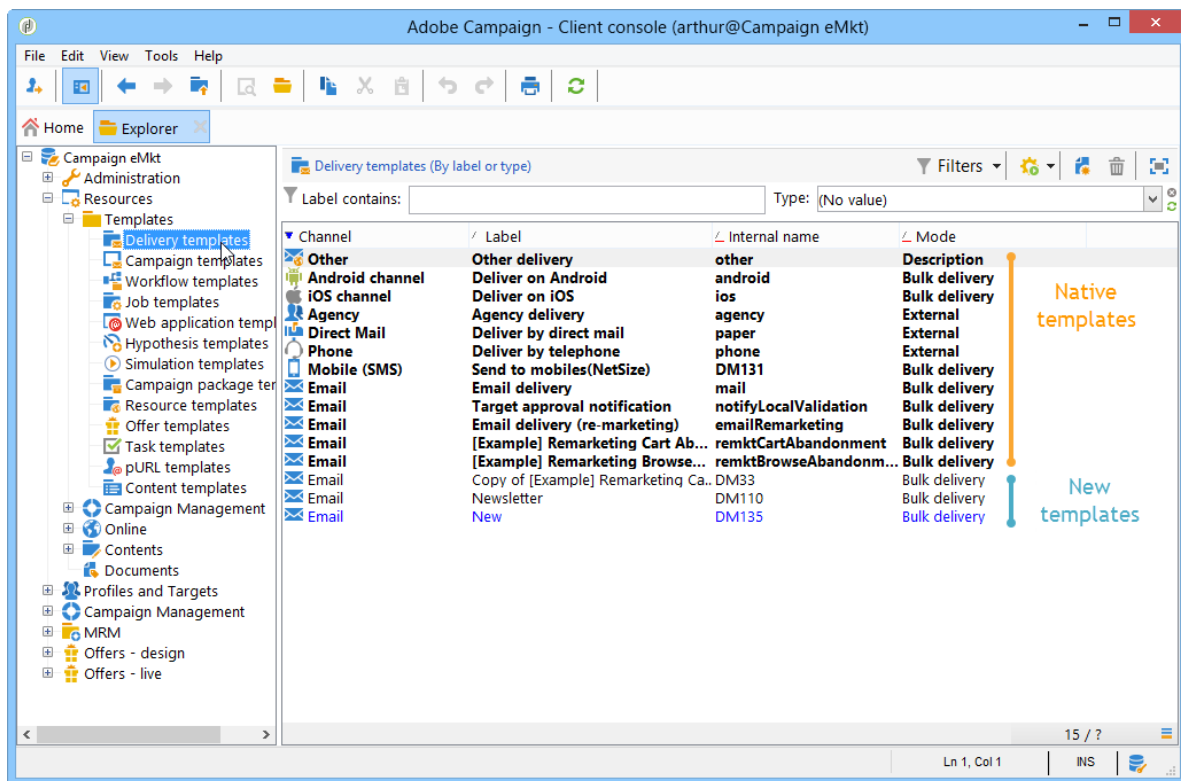 Adobe Campaign - Client console (arthur@Campaign eMkt)
File Edit View Tools Help
Home Explorer
Campaign eMkt
Administration
Resources
Templates
Delivery templates
Campaign templates
Workflow templates
Job templates
Web application templ
Hypothesis templates
Simulation templates
Campaign package ter
Resource templates
Offer templates
Task templates
pURL templates
Content templates
Campaign Management
Online
Contents
Documents
Profiles and Targets
Campaign Management
MRM
Offers - design
Offers - live
Delivery templates (By label or type) Filters
Label contains: Type: (No value)
Channel Label Internal name Mode
Other Other delivery other Description
Android channel Deliver on Android android Bulk delivery
iOS channel Deliver on iOS ios Bulk delivery
Agency Agency delivery agency External
Direct Mail Deliver by direct mail paper External
Phone Deliver by telephone phone External
Mobile (SMS) Send to mobiles(NetSize) DM131 Bulk delivery
Email Email delivery mail Bulk delivery
Email Target approval notification notifyLocalValidation Bulk delivery
Email Email delivery (re-marketing) emailRemarketing Bulk delivery
Email [Example] Remarketing Cart Ab... remktCartAbandonment Bulk delivery
Email [Example] Remarketing Browse... remktBrowseAbandonm... Bulk delivery
Email Copy of [Example] Remarketing Ca... DM33 Bulk delivery
Email Newsletter DM110 Bulk delivery
Email New DM135 Bulk delivery
Native
templates
New
templates
15 / ?
Ln 1, Col 1 INS